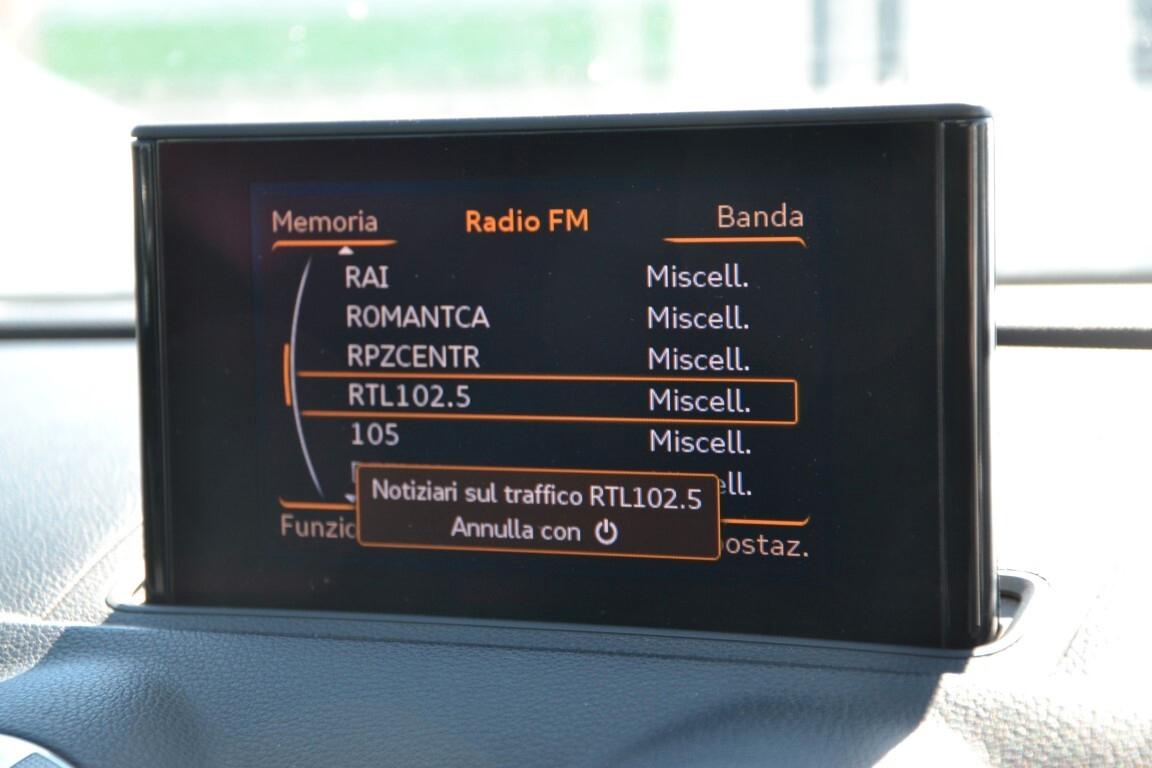 Memoria Radio FM Banda
RAI Miscell.
ROMANTCA Miscell.
RPZCENTR Miscell.
RTL102.5 Miscell.
105 Miscell.
Notiziari sul traffico RTL102.5
Annulla con